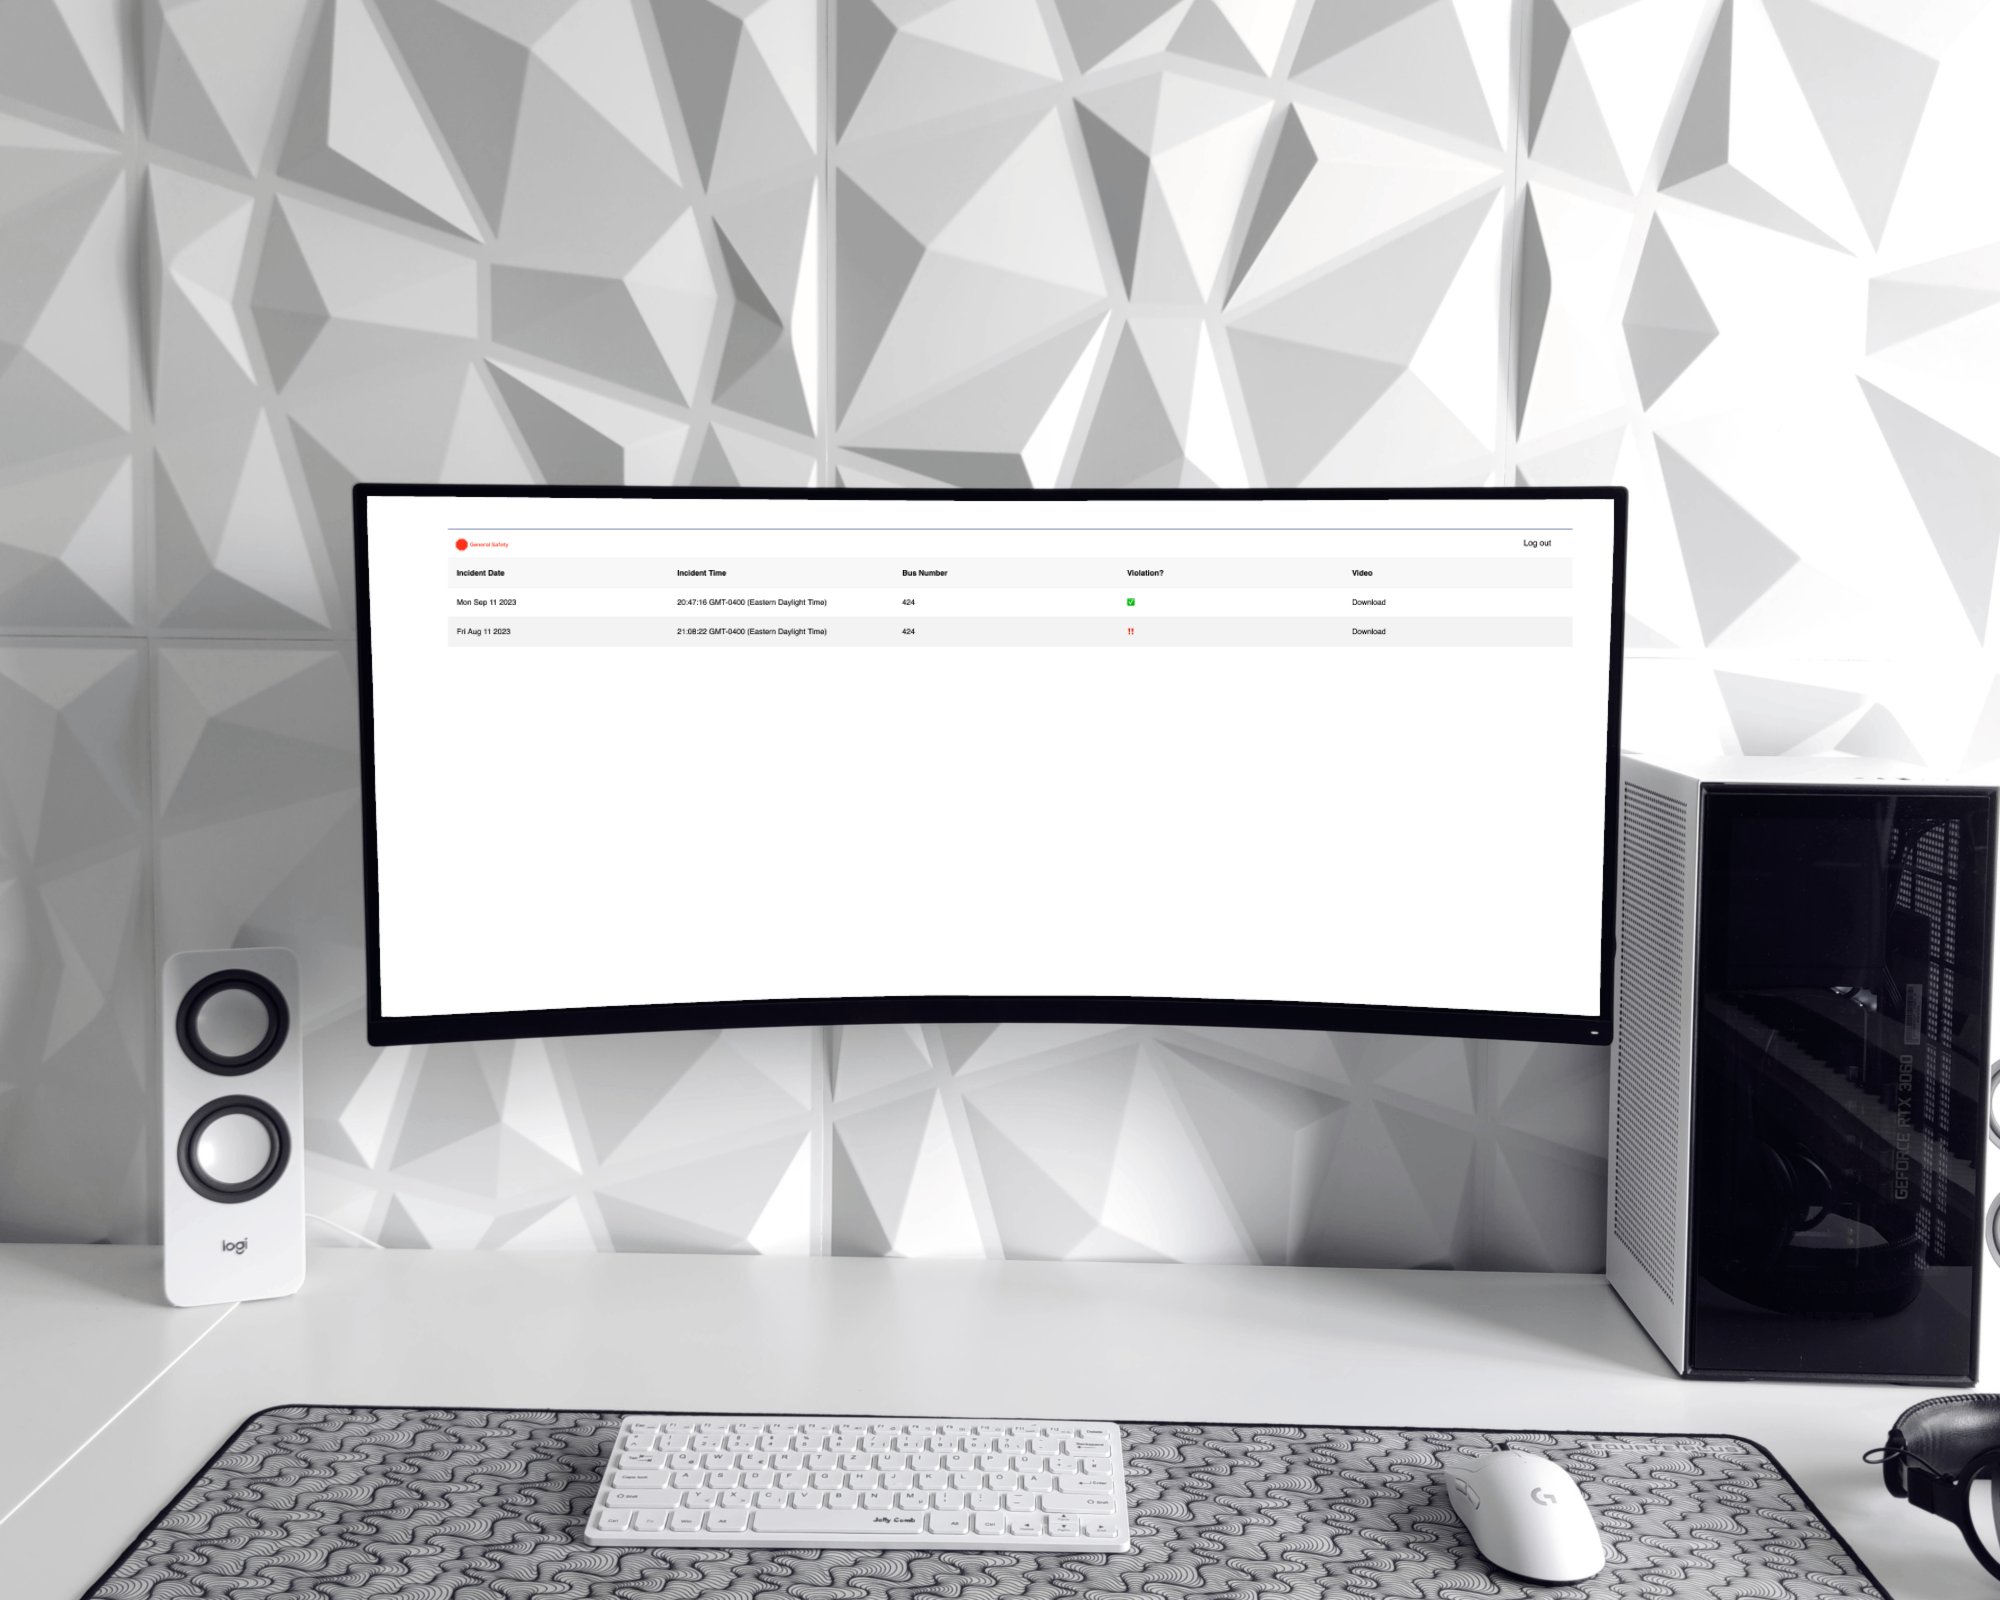 General Safety
Log out
Incident Date Incident Time Bus Number Violation? Video
Mon Sep 11 2023 20:47:16 GMT-0400 (Eastern Daylight Time) 424 ✅ Download
Fri Aug 11 2023 21:08:22 GMT-0400 (Eastern Daylight Time) 424 ‼ Download
GEFORCE RTX 3060
logi
Q W E R T Z U I O P Ü
Caps lock A S D F G H J K L Ö Ä
Y X C V B N M
Jelly Comb
G